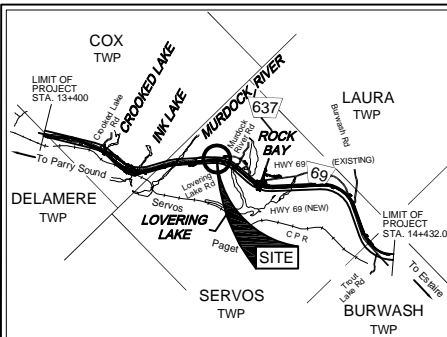 COX
TWP
LIMIT OF
PROJECT
STA. 13+400
Crooked Lake
Rd
CROOKED LAKE
INK LAKE
MURDOCK RIVER
637
LAURA
TWP
Murdock
River Rd
ROCK
BAY
Burwash Rd
HWY 69
(EXISTING)
69
To Parry Sound
DELAMERE
TWP
Servos
Lovering
Lake Rd
LOVERING
LAKE
HWY 69 (NEW)
Paget
C P R
SITE
LIMIT OF
PROJECT
STA. 14+432.0
To Estaire
Trout
Lake Rd
SERVOS
TWP
BURWASH
TWP